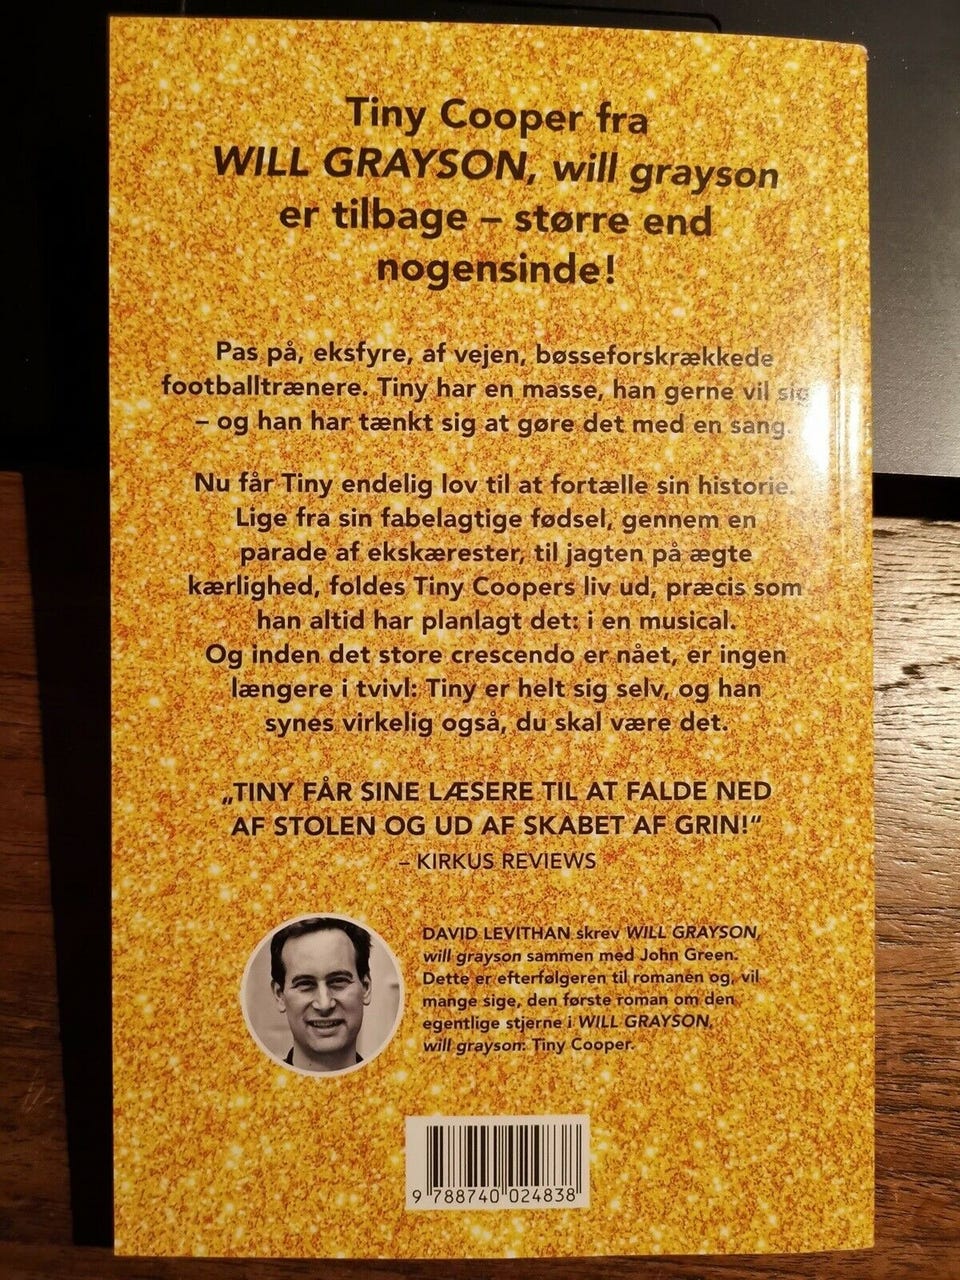 Tiny Cooper fra
WILL GRAYSON, will grayson
er tilbage – større end
nogensinde!
Pas på, eksfyre, af vejen, bøsseforskrækkede
footballtrænere. Tiny har en masse, han gerne vil sig
– og han har tænkt sig at gøre det med en sang.
Nu får Tiny endelig lov til at fortælle sin historie.
Lige fra sin fabelagtige fødsel, gennem en
parade af ekskærester, til jagten på ægte
kærlighed, foldes Tiny Coopers liv ud, præcis som
han altid har planlagt det: i en musical.
Og inden det store crescendo er nået, er ingen
længere i tvivl: Tiny er helt sig selv, og han
synes virkelig også, du skal være det.
„TINY FÅR SINE LÆSERE TIL AT FALDE NED
AF STOLEN OG UD AF SKABET AF GRIN!“
– KIRKUS REVIEWS
DAVID LEVITHAN skrev WILL GRAYSON,
will grayson sammen med John Green.
Dette er efterfølgeren til romanen og, vil
mange sige, den første roman om den
egentlige stjerne i WILL GRAYSON,
will grayson: Tiny Cooper.
9 788740 024838